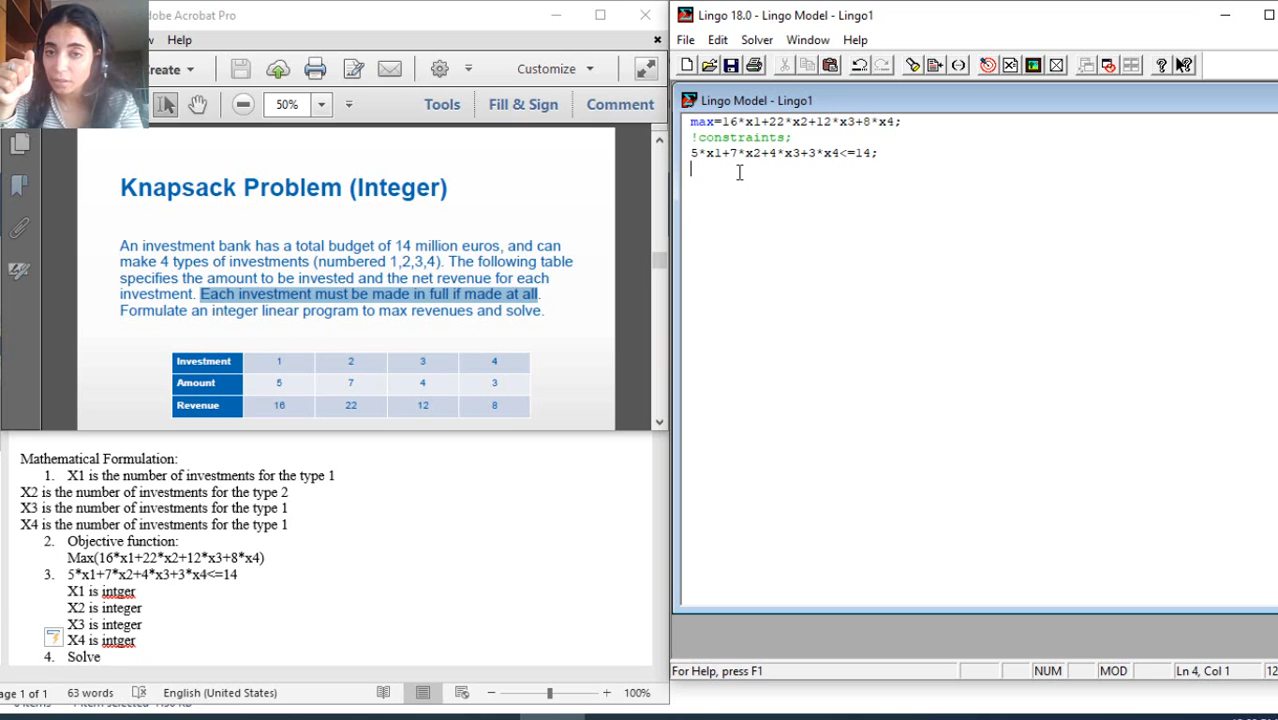 Adobe Acrobat Pro
Help
Create
Customize
50%
Tools
Fill & Sign
Comment
Knapsack Problem (Integer)
An investment bank has a total budget of 14 million euros, and can
make 4 types of investments (numbered 1,2,3,4). The following table
specifies the amount to be invested and the net revenue for each
investment. Each investment must be made in full if made at all.
Formulate an integer linear program to max revenues and solve.
Investment 1 2 3 4
Amount 5 7 4 3
Revenue 16 22 12 8
Mathematical Formulation:
1. X1 is the number of investments for the type 1
X2 is the number of investments for the type 2
X3 is the number of investments for the type 1
X4 is the number of investments for the type 1
2. Objective function:
Max(16*x1+22*x2+12*x3+8*x4)
3. 5*x1+7*x2+4*x3+3*x4<=14
X1 is intger
X2 is integer
X3 is integer
X4 is intger
4. Solve
age 1 of 1
63 words
English (United States)
100%
Lingo 18.0 - Lingo Model - Lingo1
File Edit Solver Window Help
Lingo Model - Lingo1
max=16*x1+22*x2+12*x3+8*x4;
!constraints;
5*x1+7*x2+4*x3+3*x4<=14;
For Help, press F1
NUM
MOD
Ln 4, Col 1
12